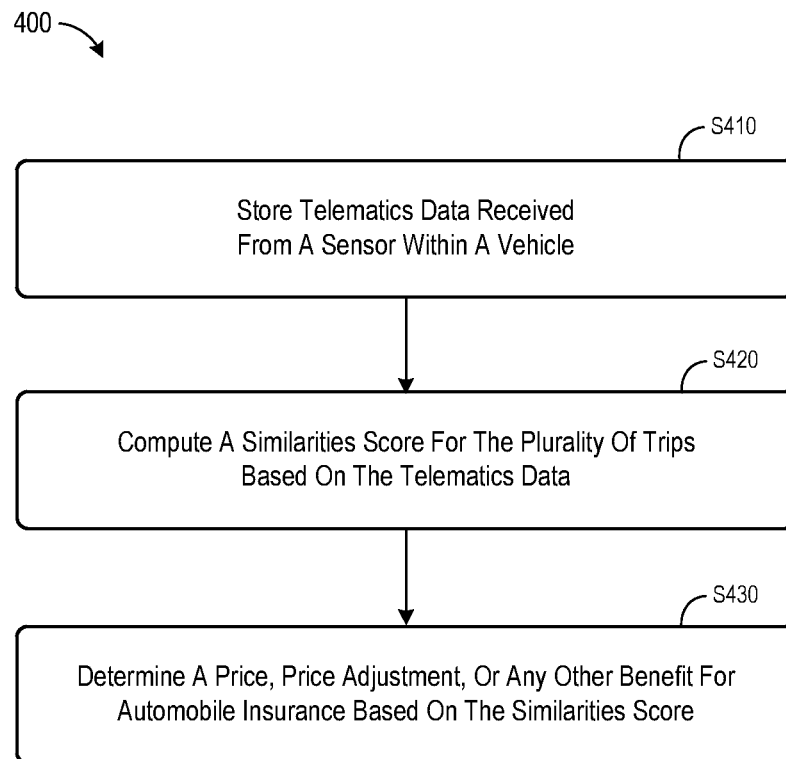 400
S410
Store Telematics Data Received
From A Sensor Within A Vehicle
S420
Compute A Similarities Score For The Plurality Of Trips
Based On The Telematics Data
S430
Determine A Price, Price Adjustment, Or Any Other Benefit For
Automobile Insurance Based On The Similarities Score